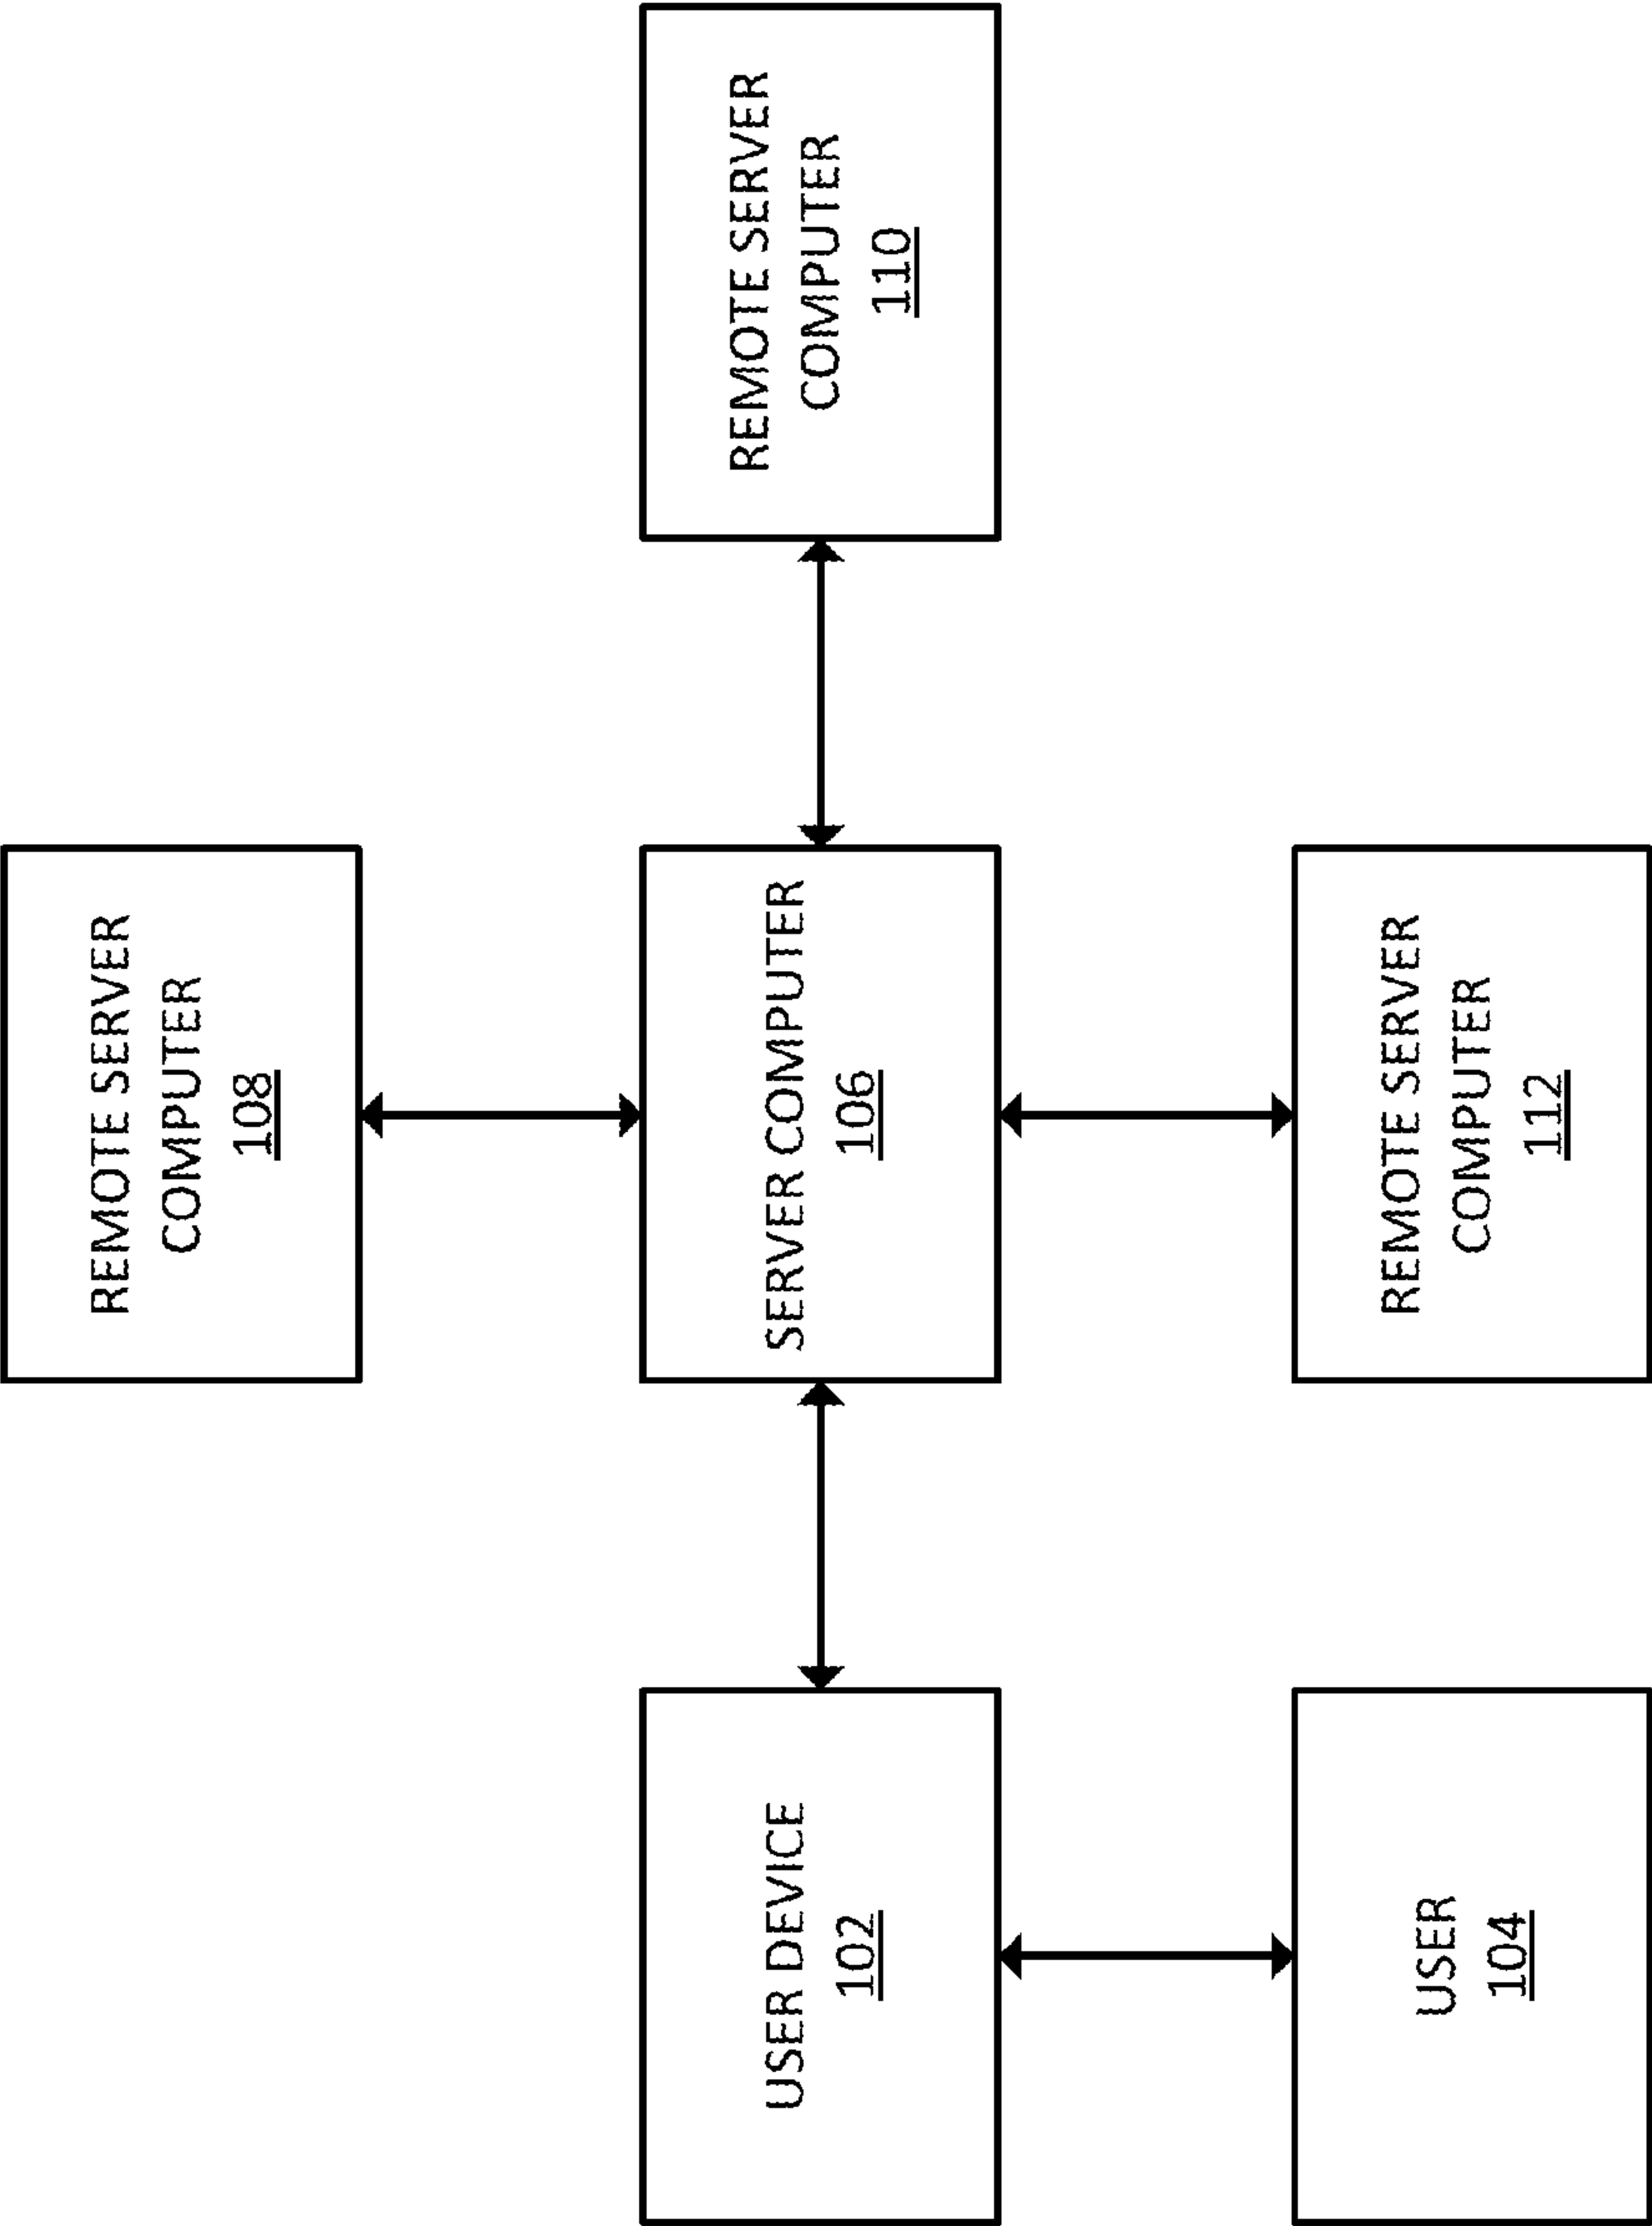 REMOTE SERVER
COMPUTER
108
USER DEVICE
102
SERVER COMPUTER
106
REMOTE SERVER
COMPUTER
110
USER
104
REMOTE SERVER
COMPUTER
112